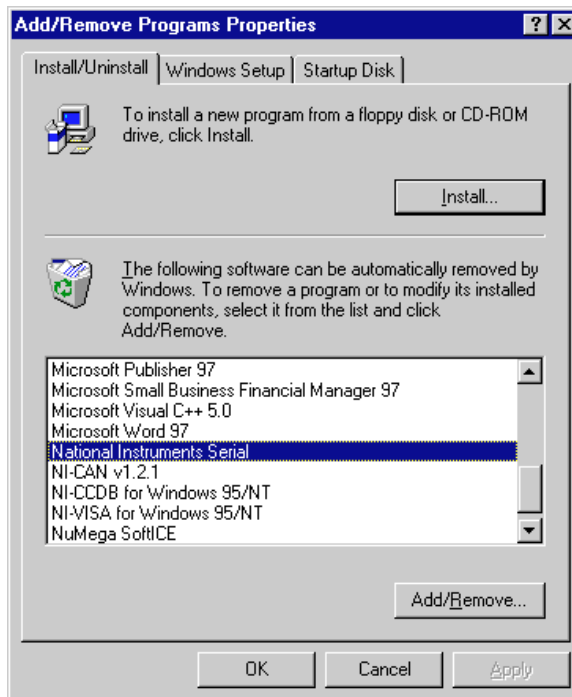 Add/Remove Programs Properties
Install/Uninstall
Windows Setup
Startup Disk
To install a new program from a floppy disk or CD-ROM
drive, click Install.
Install...
The following software can be automatically removed by
Windows. To remove a program or to modify its installed
components, select it from the list and click
Add/Remove.
Microsoft Publisher 97
Microsoft Small Business Financial Manager 97
Microsoft Visual C++ 5.0
Microsoft Word 97
National Instruments Serial
NI-CAN v1.2.1
NI-CCDB for Windows 95/NT
NI-VISA for Windows 95/NT
NuMega SoftICE
Add/Remove...
OK
Cancel
Apply